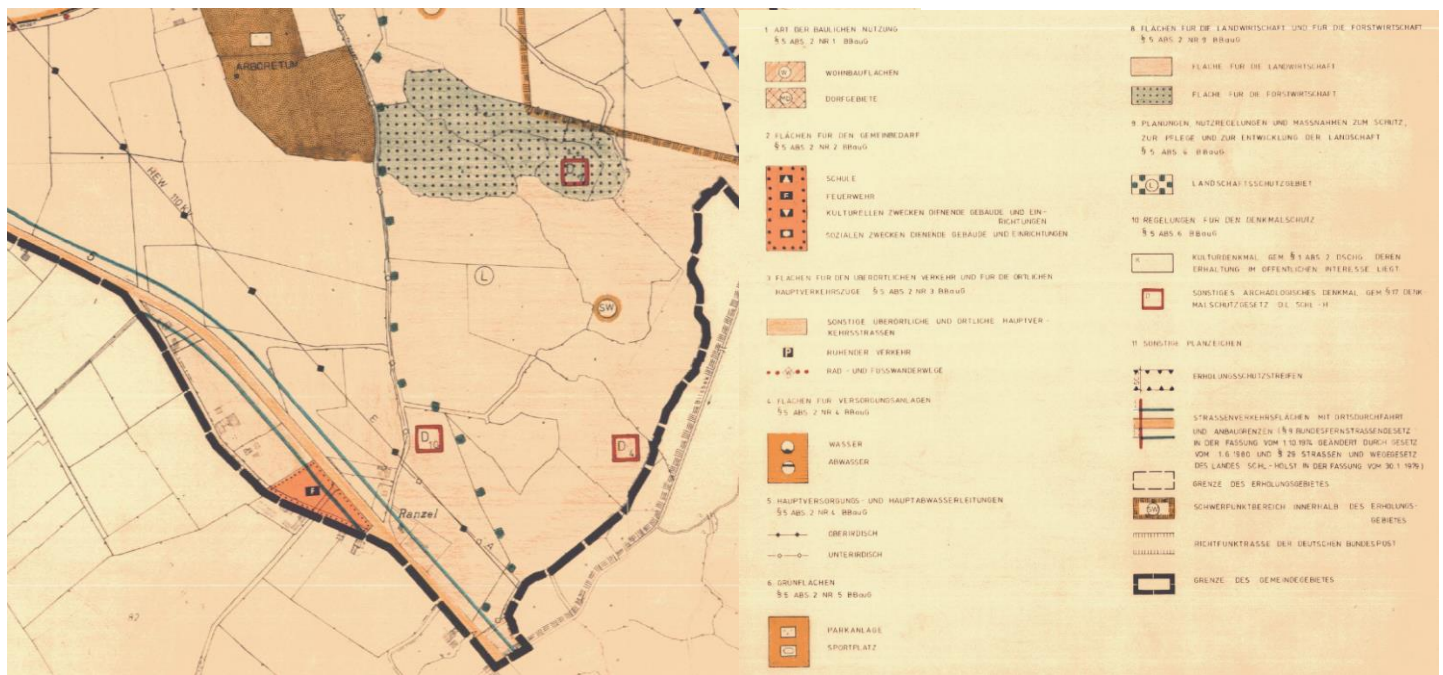 ARBORETUM
HEW 110 KV
D
L
SW
D
10
D
4
F
Ranzel
82
1 ART DER BAULICHEN NUTZUNG
§ 5 ABS. 2 NR 1 BBauG
W WOHNBAUFLÄCHEN
MD DORFGEBIETE
2 FLÄCHEN FÜR DEN GEMEINBEDARF
§ 5 ABS 2 NR 2 BBauG
SCHULE
F FEUERWEHR
KULTURELLEN ZWECKEN DIENENDE GEBÄUDE UND EIN-
RICHTUNGEN
SOZIALEN ZWECKEN DIENENDE GEBÄUDE UND EINRICHTUNGEN
3 FLÄCHEN FÜR DEN ÜBERÖRTLICHEN VERKEHR UND FÜR DIE ÖRTLICHEN
HAUPTVERKEHRSZÜGE § 5 ABS. 2 NR 3 BBauG
SONSTIGE ÜBERÖRTLICHE UND ÖRTLICHE HAUPTVER-
KEHRSSTRASSEN
P RUHENDER VERKEHR
RAD - UND FUSSWANDERWEGE
4 FLÄCHEN FÜR VERSORGUNGSANLAGEN
§ 5 ABS. 2 NR 4 BBauG
WASSER
ABWASSER
5 HAUPTVERSORGUNGS - UND HAUPTABWASSERLEITUNGEN
§ 5 ABS. 2 NR 4 BBauG
OBERIRDISCH
UNTERIRDISCH
6 GRÜNFLÄCHEN
§ 5 ABS. 2 NR 5 BBauG
PARKANLAGE
SPORTPLATZ
8 FLÄCHEN FÜR DIE LANDWIRTSCHAFT UND FÜR DIE FORSTWIRTSCHAFT
§ 5 ABS 2 NR 9 BBauG
FLÄCHE FÜR DIE LANDWIRTSCHAFT
FLÄCHE FÜR DIE FORSTWIRTSCHAFT
9 PLANUNGEN, NUTZREGELUNGEN UND MASSNAHMEN ZUM SCHUTZ,
ZUR PFLEGE UND ZUR ENTWICKLUNG DER LANDSCHAFT
§ 5 ABS. 6 BBauG
L LANDSCHAFTSSCHUTZGEBIET
10 REGELUNGEN FÜR DEN DENKMALSCHUTZ
§ 5 ABS 6 BBauG
K KULTURDENKMAL GEM § 1 ABS 2 DSCHG DEREN
ERHALTUNG IM ÖFFENTLICHEN INTERESSE LIEGT
D SONSTIGES ARCHÄOLOGISCHES DENKMAL GEM § 17 DENK
MALSCHUTZGESETZ D.L. SCHL - H
11 SONSTIGE PLANZEICHEN
ERHOLUNGSSCHUTZSTREIFEN
STRASSENVERKEHRSFLÄCHEN MIT ORTSDURCHFAHRT
UND ANBAUGRENZEN ( § 9 BUNDESFERNSTRASSENGESETZ
IN DER FASSUNG VOM 1.10.1974 GEÄNDERT DURCH GESETZ
VOM 1.6.1980 UND § 29 STRASSEN UND WEGEGESETZ
DES LANDES SCHL - HOLST IN DER FASSUNG VOM 30.1.1979)
GRENZE DES ERHOLUNGSGEBIETES
SW SCHWERPUNKTBEREICH INNERHALB DES ERHOLUNGS-
GEBIETES
RICHTFUNKTRASSE DER DEUTSCHEN BUNDESPOST
GRENZE DES GEMEINDEGEBIETES